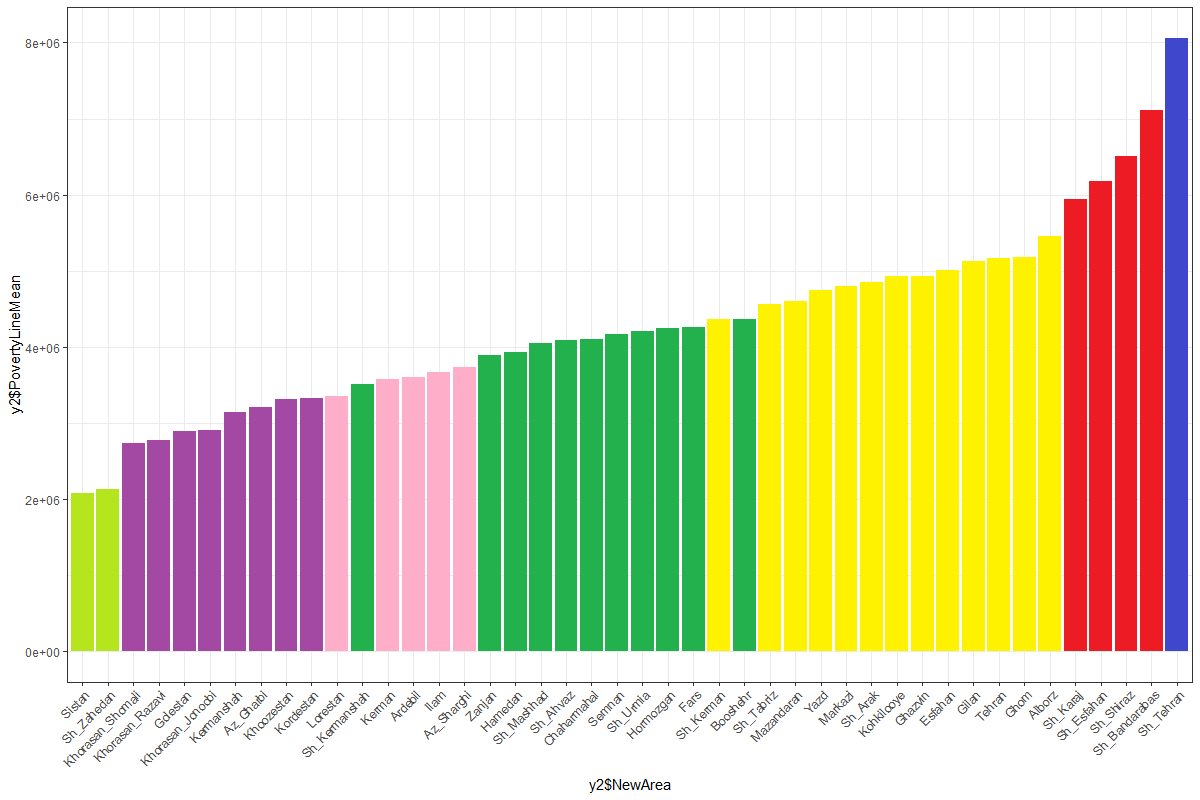 8e+06
6e+06
4e+06
2e+06
0e+00
y2$PovertyLineMean
Sistan
Sh_Zahedan
Khorasan_Shomali
Khorasan_Razavi
Golestan
Khorasan_Jonoobi
Kermanshah
Az_Gharbi
Khoozestan
Kordestan
Lorestan
Sh_Kermanshah
Kerman
Ardebil
Ilam
Az_Sharghi
Zanjan
Hamedan
Sh_Mashhad
Sh_Ahvaz
Chaharmahal
Semnan
Sh_Urmia
Hormozgan
Fars
Sh_Kerman
Booshehr
Sh_Tabriz
Mazandaran
Yazd
Markazi
Sh_Arak
Kohkilooye
Ghazvin
Esfahan
Gilan
Tehran
Ghom
Alborz
Sh_Karaj
Sh_Esfahan
Sh_Shiraz
Sh_Bandarabas
Sh_Tehran
y2$NewArea